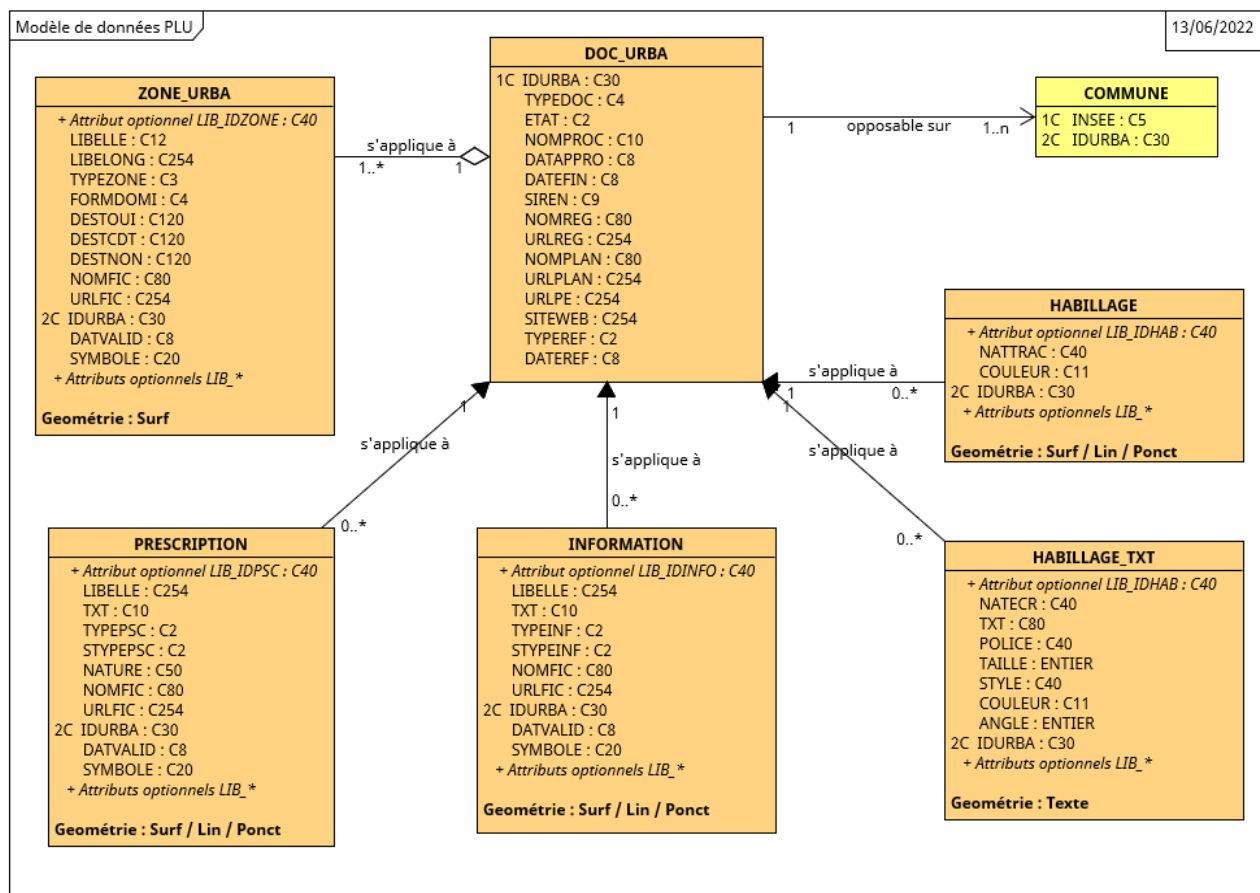 Modèle de données PLU
13/06/2022
DOC_URBA
1C IDURBA : C30
TYPEDOC : C4
ETAT : C2
NOMPROC : C10
DATAPPRO : C8
DATEFIN : C8
SIREN : C9
NOMREG : C80
URLREG : C254
NOMPLAN : C80
URLPLAN : C254
URLPE : C254
SITEWEB : C254
TYPEREF : C2
DATEREF : C8
ZONE_URBA
+ Attribut optionnel LIB_IDZONE : C40
LIBELLE : C12
LIBELONG : C254
TYPEZONE : C3
FORMDOMI : C4
DESTOUI : C120
DESTCDT : C120
DESTNON : C120
NOMFIC : C80
URLFIC : C254
2C IDURBA : C30
DATVALID : C8
SYMBOLE : C20
+ Attributs optionnels LIB_*
Geométrie : Surf
s'applique à
1..*
1
COMMUNE
1C INSEE : C5
2C IDURBA : C30
1
opposable sur
1..n
HABILLAGE
+ Attribut optionnel LIB_IDHAB : C40
NATTRAC : C40
COULEUR : C11
2C IDURBA : C30
+ Attributs optionnels LIB_*
Geométrie : Surf / Lin / Ponct
s'applique à
1
0..*
1
s'applique à
0..*
1
s'applique à
0..*
1
s'applique à
0..*
PRESCRIPTION
+ Attribut optionnel LIB_IDPSC : C40
LIBELLE : C254
TXT : C10
TYPEPSC : C2
STYPEPSC : C2
NATURE : C50
NOMFIC : C80
URLFIC : C254
2C IDURBA : C30
DATVALID : C8
SYMBOLE : C20
+ Attributs optionnels LIB_*
Geométrie : Surf / Lin / Ponct
INFORMATION
+ Attribut optionnel LIB_IDINFO : C40
LIBELLE : C254
TXT : C10
TYPEINF : C2
STYPEINF : C2
NOMFIC : C80
URLFIC : C254
2C IDURBA : C30
DATVALID : C8
SYMBOLE : C20
+ Attributs optionnels LIB_*
Geométrie : Surf / Lin / Ponct
HABILLAGE_TXT
+ Attribut optionnel LIB_IDHAB : C40
NATECR : C40
TXT : C80
POLICE : C40
TAILLE : ENTIER
STYLE : C40
COULEUR : C11
ANGLE : ENTIER
2C IDURBA : C30
+ Attributs optionnels LIB_*
Geométrie : Texte